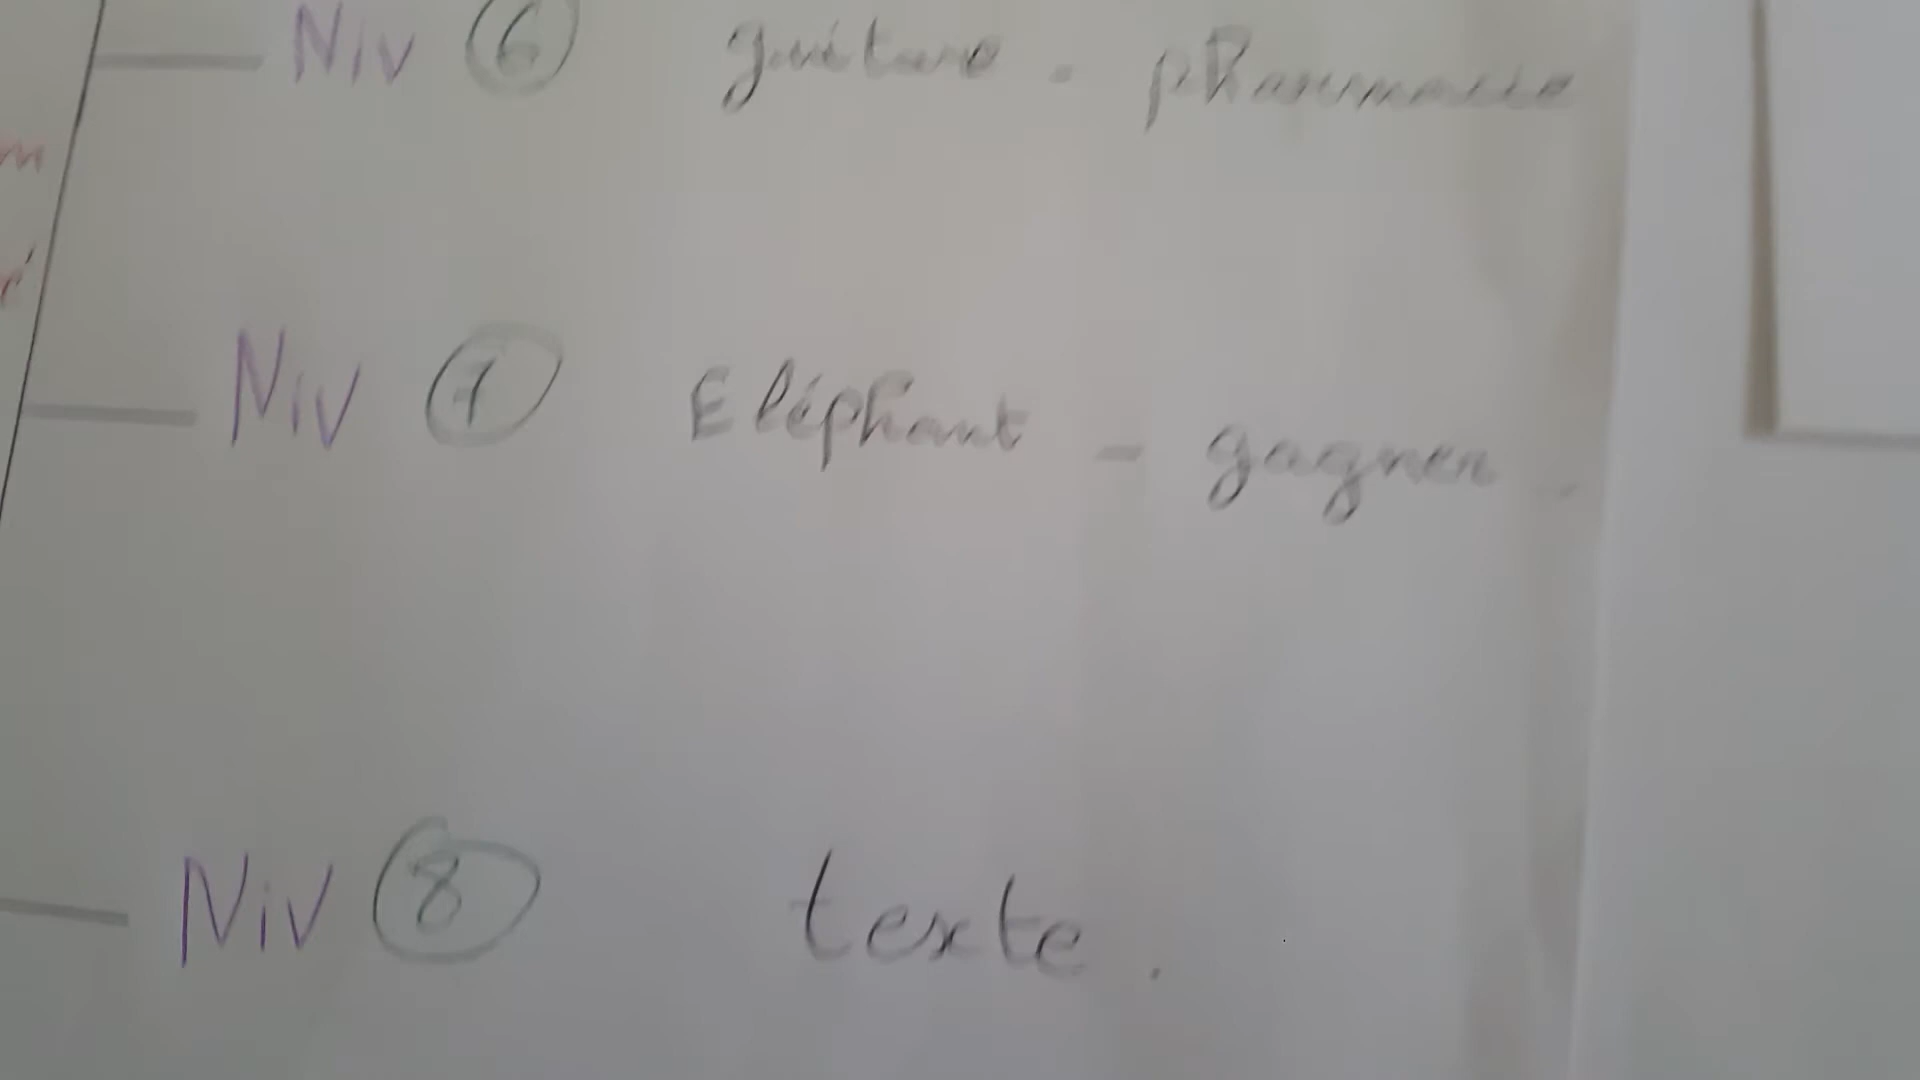 Niv 6 guitare - pharmacie
Niv 7 Eléphant - gagner -
Niv 8 texte.